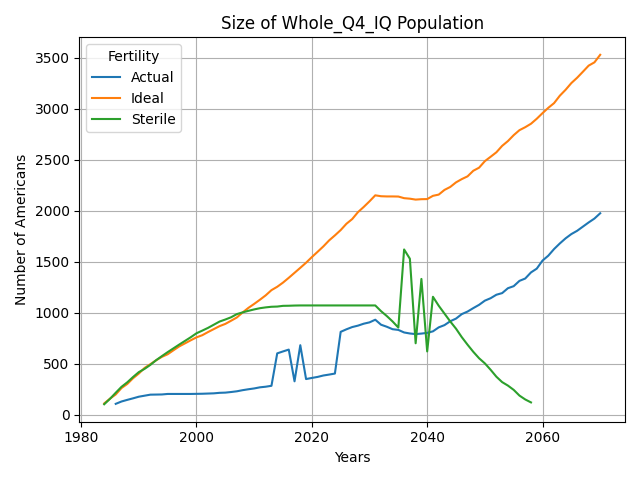 Size of Whole_Q4_IQ Population
Fertility
Actual
Ideal
Sterile
Number of Americans
3500
3000
2500
2000
1500
1000
500
0
1980
2000
2020
2040
2060
Years